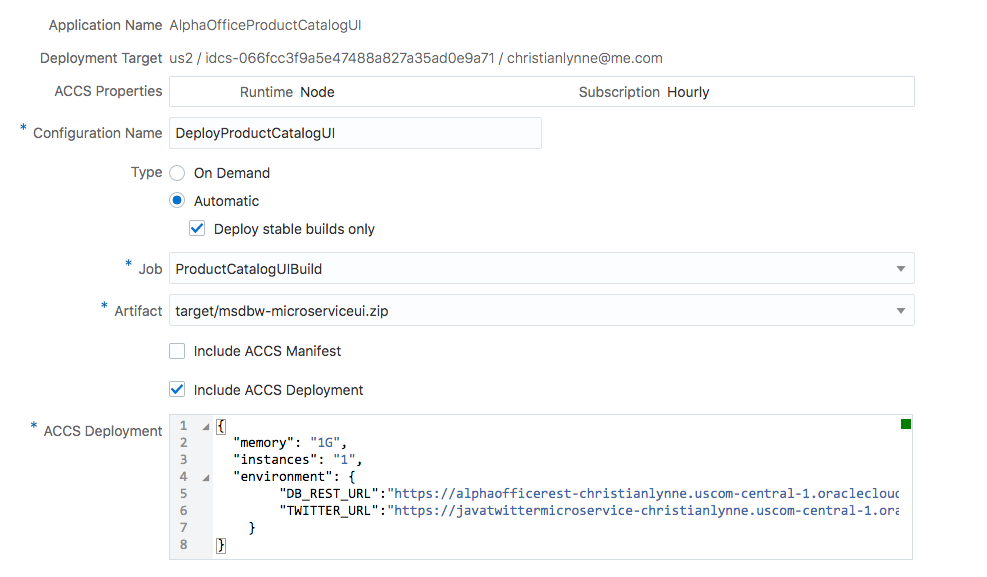 Application Name AlphaOfficeProductCatalogUI
Deployment Target us2 / idcs-066fcc3f9a5e47488a827a35ad0e9a71 / christianlynne@me.com
ACCS Properties Runtime Node Subscription Hourly
* Configuration Name DeployProductCatalogUI
Type On Demand
Automatic
Deploy stable builds only
* Job ProductCatalogUIBuild
* Artifact target/msdbw-microserviceui.zip
Include ACCS Manifest
Include ACCS Deployment
* ACCS Deployment 1 {
2 "memory": "1G",
3 "instances": "1",
4 "environment": {
5 "DB_REST_URL":"https://alphaofficerest-christianlynne.uscom-central-1.oraclecloud
6 "TWITTER_URL":"https://javatwittermicroservice-christianlynne.uscom-central-1.ora
7 }
8 }